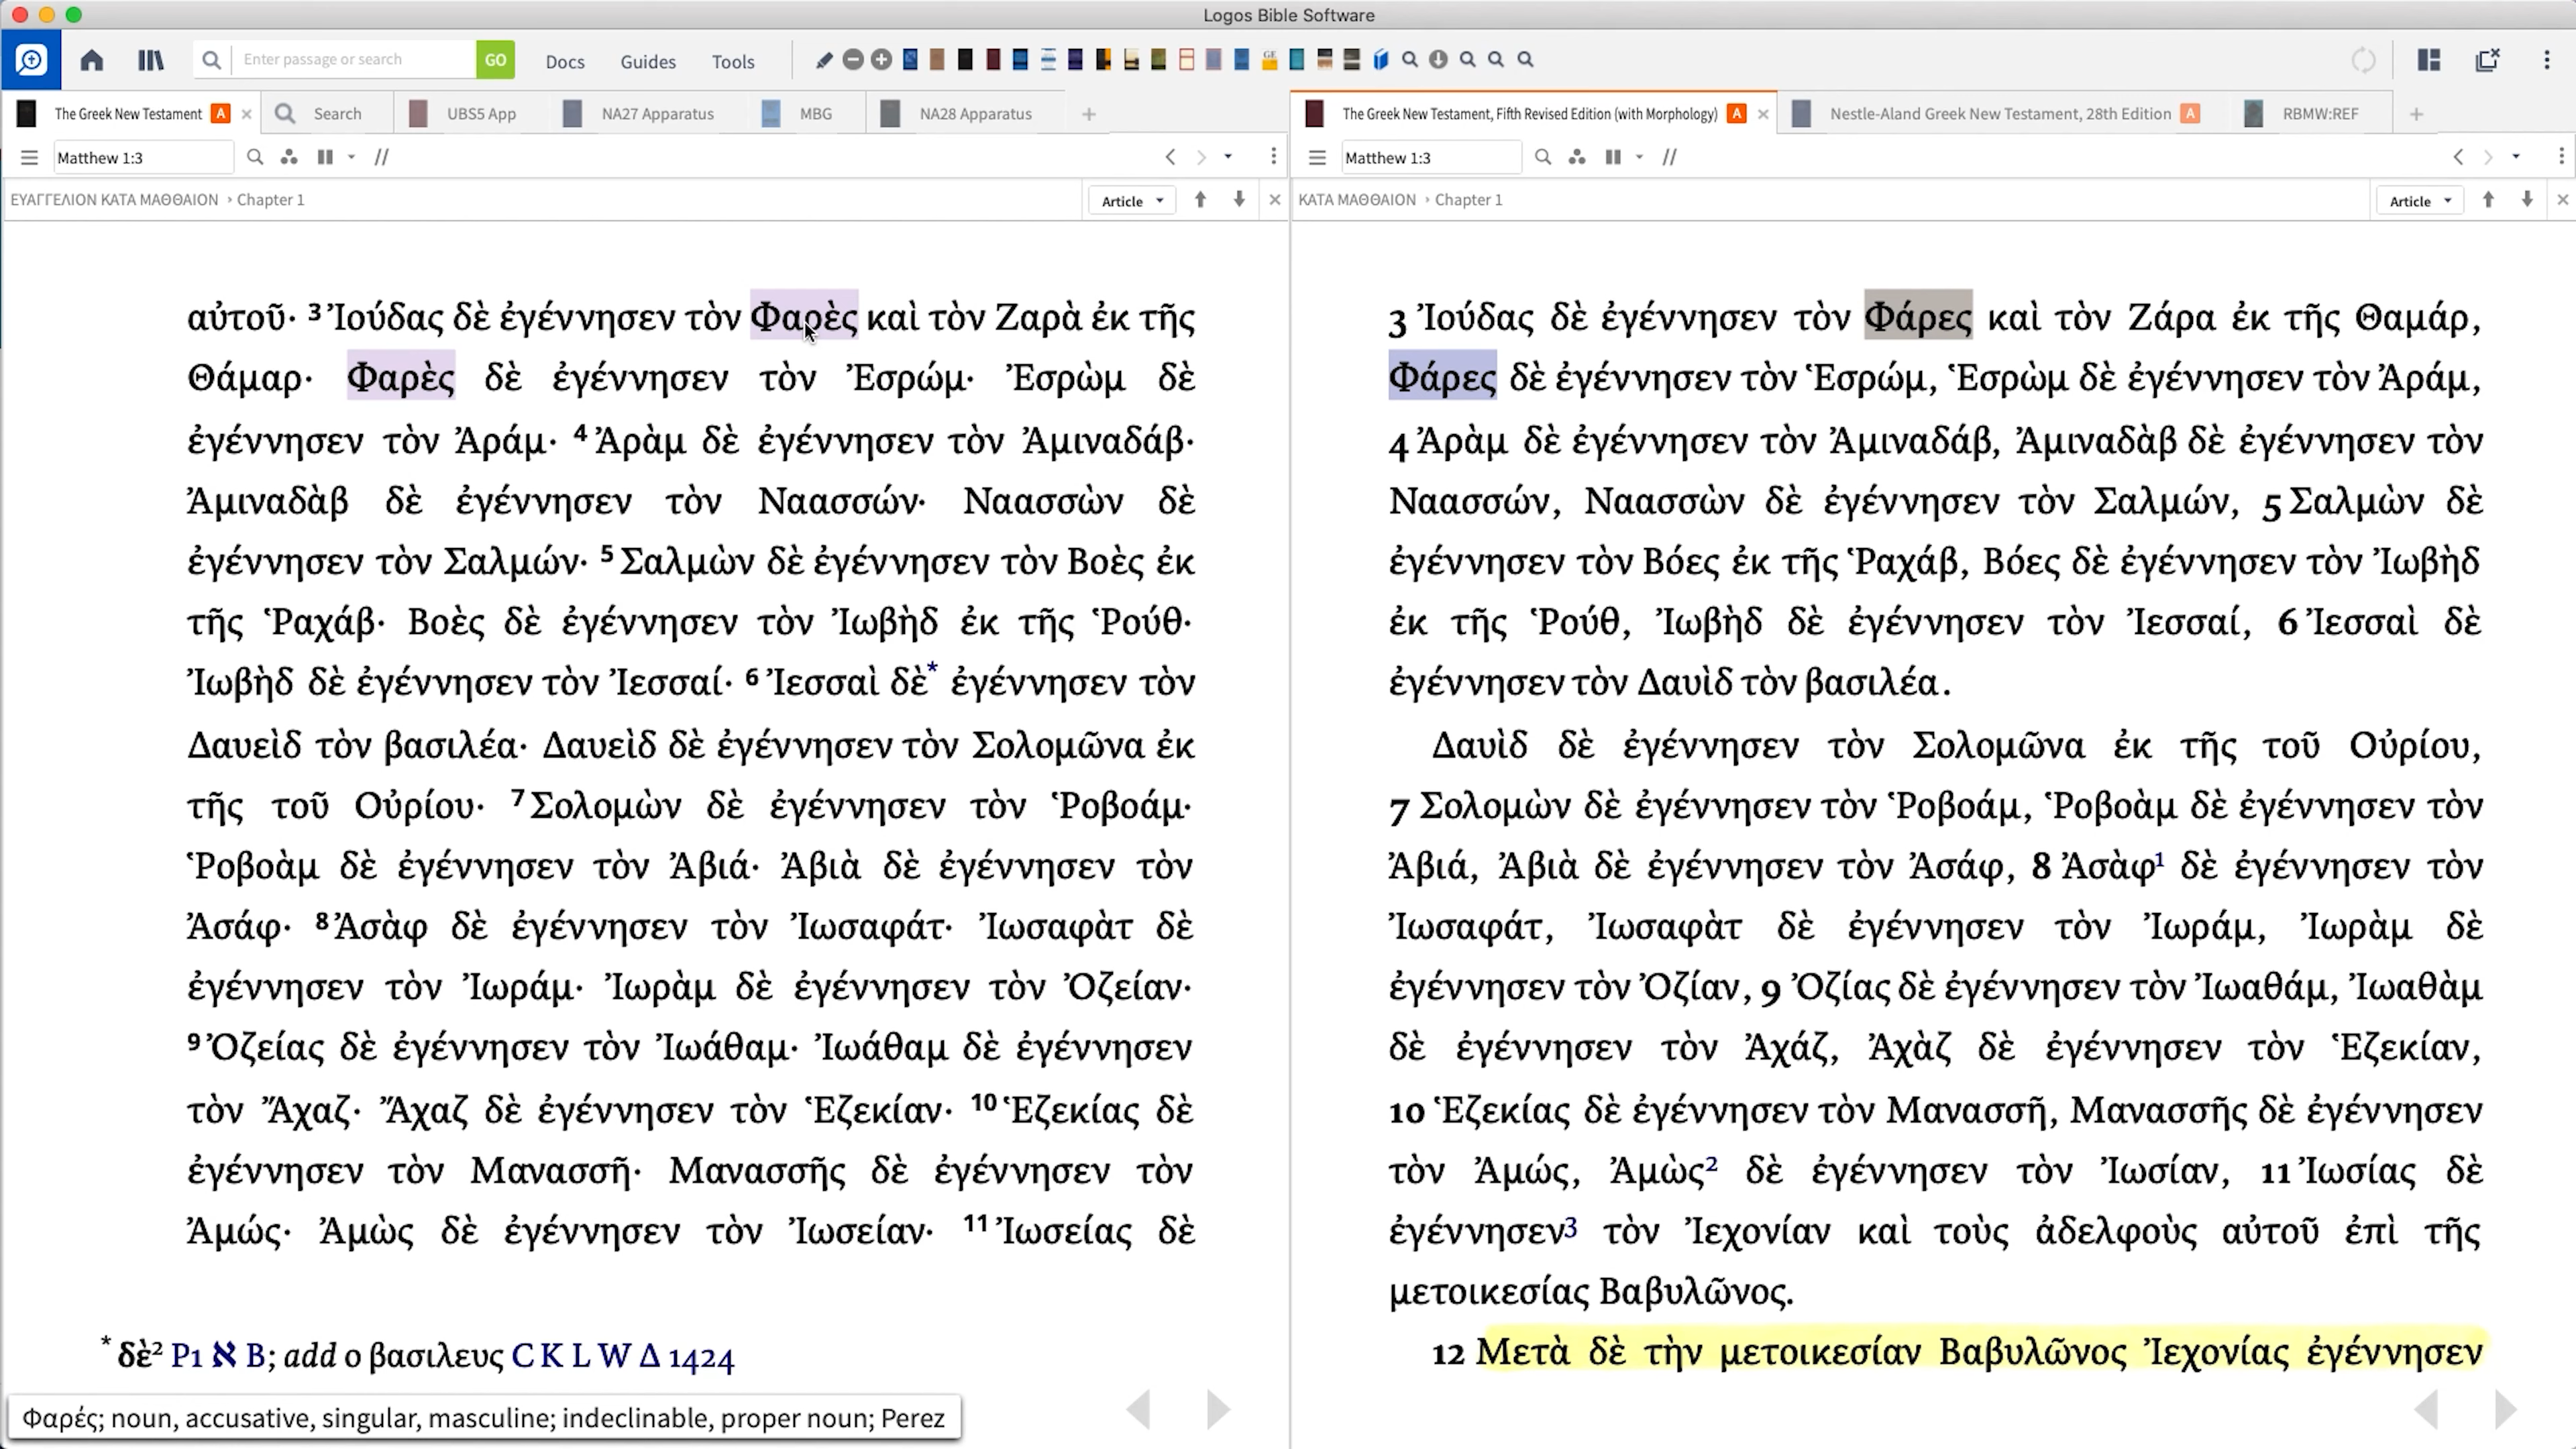 Logos Bible Software
Enter passage or search GO Docs Guides Tools
The Greek New Testament A Search UBS5 App NA27 Apparatus MBG NA28 Apparatus
Matthew 1:3
ΕΥΑΓΓΕΛΙΟΝ ΚΑΤΑ ΜΑΘΘΑΙΟΝ › Chapter 1 Article
αὐτοῦ· 3 Ἰούδας δὲ ἐγέννησεν τὸν Φαρὲς καὶ τὸν Ζαρὰ ἐκ τῆς
Θάμαρ· Φαρὲς δὲ ἐγέννησεν τὸν Ἐσρώμ· Ἐσρὼμ δὲ
ἐγέννησεν τὸν Ἀράμ· 4 Ἀρὰμ δὲ ἐγέννησεν τὸν Ἀμιναδάβ·
Ἀμιναδὰβ δὲ ἐγέννησεν τὸν Ναασσών· Ναασσὼν δὲ
ἐγέννησεν τὸν Σαλμών· 5 Σαλμὼν δὲ ἐγέννησεν τὸν Βοὲς ἐκ
τῆς Ῥαχάβ· Βοὲς δὲ ἐγέννησεν τὸν Ἰωβὴδ ἐκ τῆς Ῥούθ·
Ἰωβὴδ δὲ ἐγέννησεν τὸν Ἰεσσαί· 6 Ἰεσσαὶ δὲ* ἐγέννησεν τὸν
Δαυεὶδ τὸν βασιλέα· Δαυεὶδ δὲ ἐγέννησεν τὸν Σολομῶνα ἐκ
τῆς τοῦ Οὐρίου· 7 Σολομὼν δὲ ἐγέννησεν τὸν Ῥοβοάμ·
Ῥοβοὰμ δὲ ἐγέννησεν τὸν Ἀβιά· Ἀβιὰ δὲ ἐγέννησεν τὸν
Ἀσάφ· 8 Ἀσὰφ δὲ ἐγέννησεν τὸν Ἰωσαφάτ· Ἰωσαφὰτ δὲ
ἐγέννησεν τὸν Ἰωράμ· Ἰωρὰμ δὲ ἐγέννησεν τὸν Ὀζείαν·
9 Ὀζείας δὲ ἐγέννησεν τὸν Ἰωάθαμ· Ἰωάθαμ δὲ ἐγέννησεν
τὸν Ἄχαζ· Ἄχαζ δὲ ἐγέννησεν τὸν Ἑζεκίαν· 10 Ἑζεκίας δὲ
ἐγέννησεν τὸν Μανασσῆ· Μανασσῆς δὲ ἐγέννησεν τὸν
Ἀμώς· Ἀμὼς δὲ ἐγέννησεν τὸν Ἰωσείαν· 11 Ἰωσείας δὲ
* δὲ² P1 ℵ B; add ο βασιλευς C K L W Δ 1424
Φαρές; noun, accusative, singular, masculine; indeclinable, proper noun; Perez
The Greek New Testament, Fifth Revised Edition (with Morphology) A Nestle-Aland Greek New Testament, 28th Edition A RBMW:REF
Matthew 1:3
ΚΑΤΑ ΜΑΘΘΑΙΟΝ › Chapter 1 Article
3 Ἰούδας δὲ ἐγέννησεν τὸν Φάρες καὶ τὸν Ζάρα ἐκ τῆς Θαμάρ,
Φάρες δὲ ἐγέννησεν τὸν Ἑσρώμ, Ἑσρὼμ δὲ ἐγέννησεν τὸν Ἀράμ,
4 Ἀρὰμ δὲ ἐγέννησεν τὸν Ἀμιναδάβ, Ἀμιναδὰβ δὲ ἐγέννησεν τὸν
Ναασσών, Ναασσὼν δὲ ἐγέννησεν τὸν Σαλμών, 5 Σαλμὼν δὲ
ἐγέννησεν τὸν Βόες ἐκ τῆς Ῥαχάβ, Βόες δὲ ἐγέννησεν τὸν Ἰωβὴδ
ἐκ τῆς Ῥούθ, Ἰωβὴδ δὲ ἐγέννησεν τὸν Ἰεσσαί, 6 Ἰεσσαὶ δὲ
ἐγέννησεν τὸν Δαυὶδ τὸν βασιλέα.
Δαυὶδ δὲ ἐγέννησεν τὸν Σολομῶνα ἐκ τῆς τοῦ Οὐρίου,
7 Σολομὼν δὲ ἐγέννησεν τὸν Ῥοβοάμ, Ῥοβοὰμ δὲ ἐγέννησεν τὸν
Ἀβιά, Ἀβιὰ δὲ ἐγέννησεν τὸν Ἀσάφ, 8 Ἀσὰφ¹ δὲ ἐγέννησεν τὸν
Ἰωσαφάτ, Ἰωσαφὰτ δὲ ἐγέννησεν τὸν Ἰωράμ, Ἰωρὰμ δὲ
ἐγέννησεν τὸν Ὀζίαν, 9 Ὀζίας δὲ ἐγέννησεν τὸν Ἰωαθάμ, Ἰωαθὰμ
δὲ ἐγέννησεν τὸν Ἀχάζ, Ἀχὰζ δὲ ἐγέννησεν τὸν Ἑζεκίαν,
10 Ἑζεκίας δὲ ἐγέννησεν τὸν Μανασσῆ, Μανασσῆς δὲ ἐγέννησεν
τὸν Ἀμώς, Ἀμὼς² δὲ ἐγέννησεν τὸν Ἰωσίαν, 11 Ἰωσίας δὲ
ἐγέννησεν³ τὸν Ἰεχονίαν καὶ τοὺς ἀδελφοὺς αὐτοῦ ἐπὶ τῆς
μετοικεσίας Βαβυλῶνος.
12 Μετὰ δὲ τὴν μετοικεσίαν Βαβυλῶνος Ἰεχονίας ἐγέννησεν